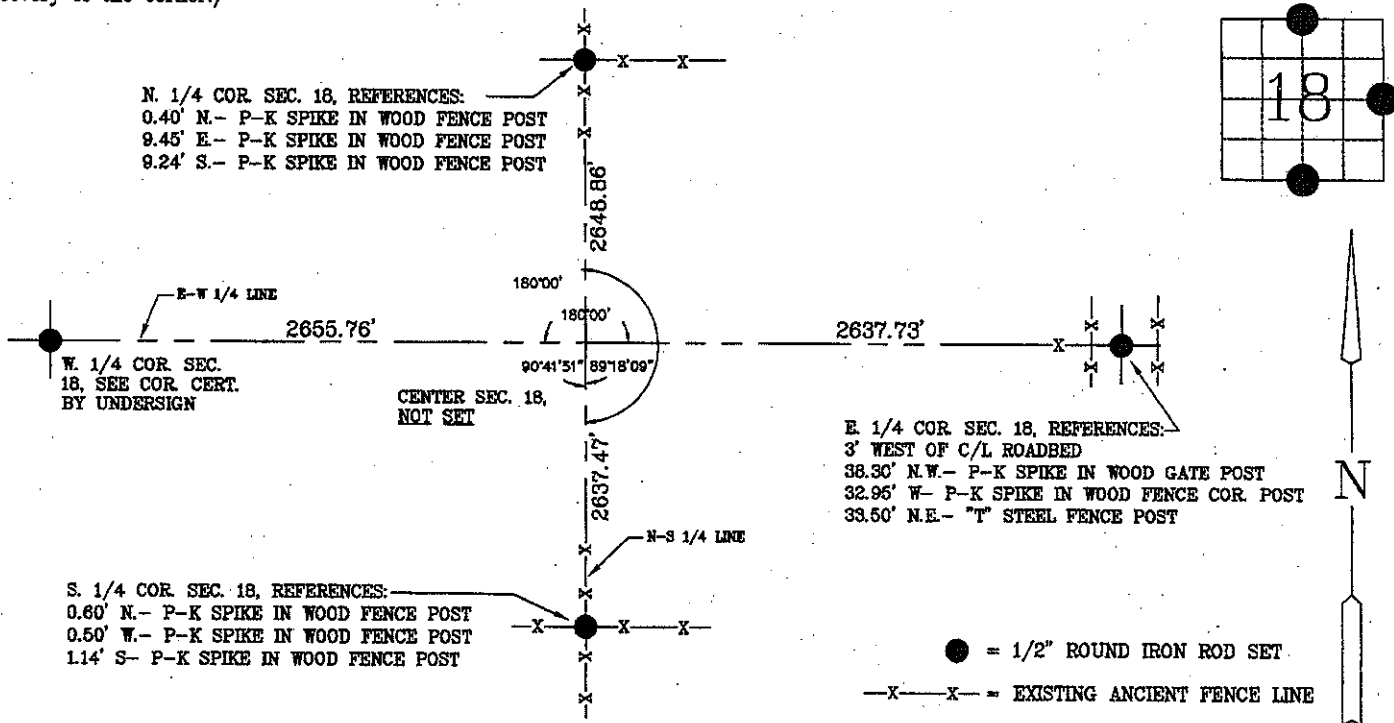 18
N. 1/4 COR. SEC. 18, REFERENCES:
0.40' N.- P-K SPIKE IN WOOD FENCE POST
9.45' E.- P-K SPIKE IN WOOD FENCE POST
9.24' S.- P-K SPIKE IN WOOD FENCE POST
2648.86'
180°00'
180°00'
E-W 1/4 LINE
2655.76'
2637.73'
90°41'51"
89°18'09"
W. 1/4 COR. SEC.
18, SEE COR. CERT.
BY UNDERSIGN
CENTER SEC. 18,
NOT SET
E. 1/4 COR. SEC. 18, REFERENCES:
3' WEST OF C/L ROADBED
38.30' N.W.- P-K SPIKE IN WOOD GATE POST
32.95' W- P-K SPIKE IN WOOD FENCE COR. POST
33.50' N.E.- "T" STEEL FENCE POST
N
2637.47'
N-S 1/4 LINE
S. 1/4 COR. SEC. 18, REFERENCES:
0.60' N.- P-K SPIKE IN WOOD FENCE POST
0.50' W.- P-K SPIKE IN WOOD FENCE POST
1.14' S- P-K SPIKE IN WOOD FENCE POST
= 1/2" ROUND IRON ROD SET
—X——X— = EXISTING ANCIENT FENCE LINE